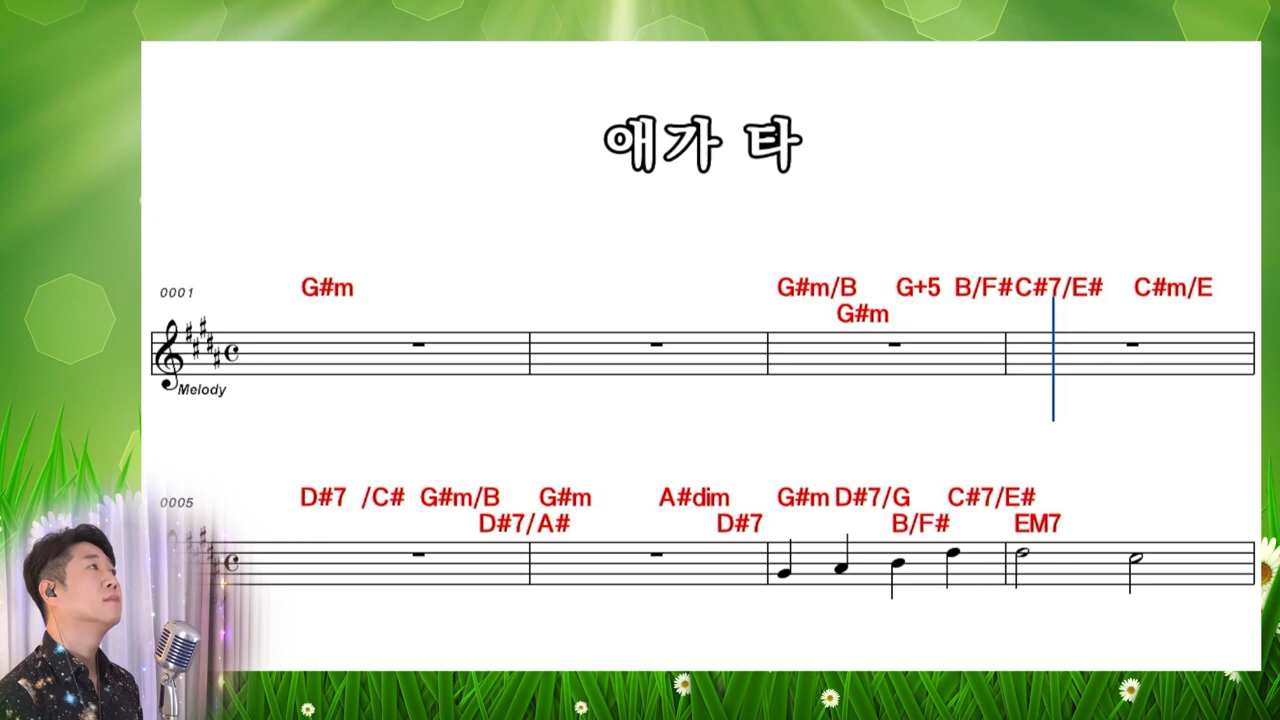 애가 타
0001 G#m G#m/B G+5 B/F# C#7/E# C#m/E
G#m
Melody
0005 D#7 /C# G#m/B G#m A#dim G#m D#7/G C#7/E#
D#7/A# D#7 B/F# EM7